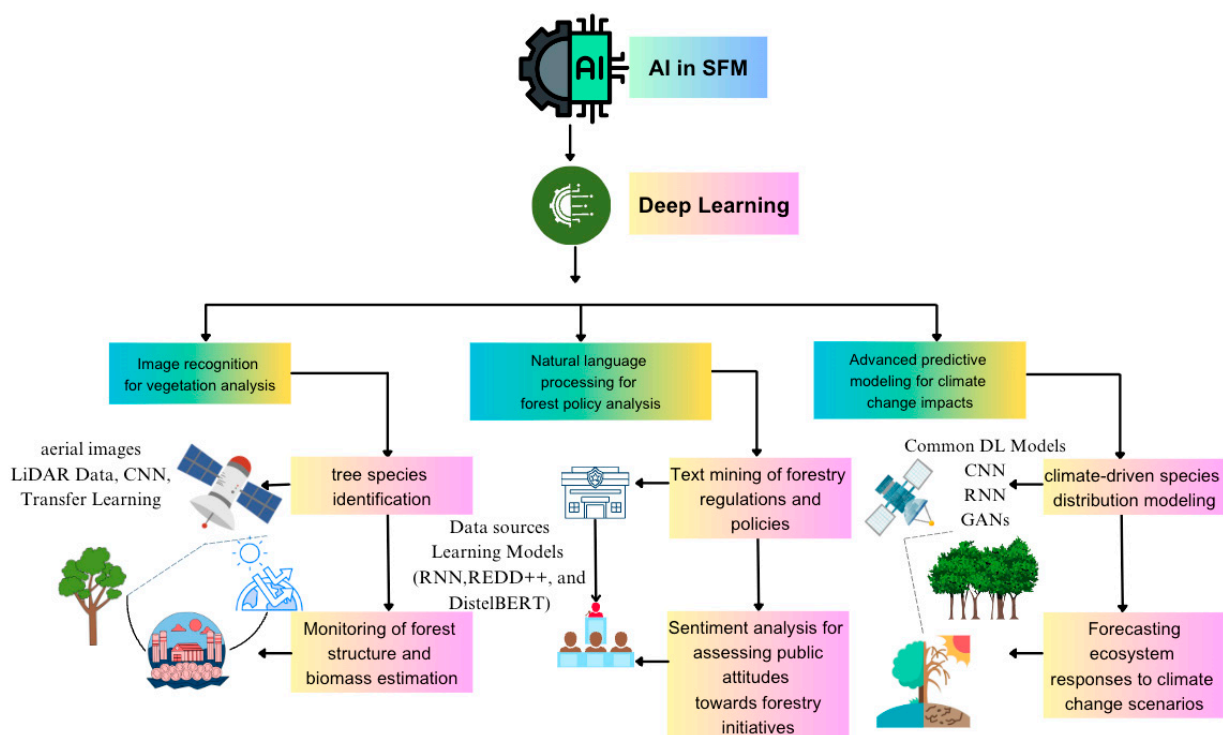 AI
AI in SFM
Deep Learning
Image recognition
for vegetation analysis
Natural language
processing for
forest policy analysis
Advanced predictive
modeling for climate
change impacts
aerial images
LiDAR Data, CNN,
Transfer Learning
tree species
identification
Monitoring of forest
structure and
biomass estimation
Data sources
Learning Models
(RNN,REDD++, and
DistelBERT)
Text mining of forestry
regulations and
policies
Sentiment analysis for
assessing public
attitudes
towards forestry
initiatives
Common DL Models
CNN
RNN
GANs
climate-driven species
distribution modeling
Forecasting
ecosystem
responses to climate
change scenarios